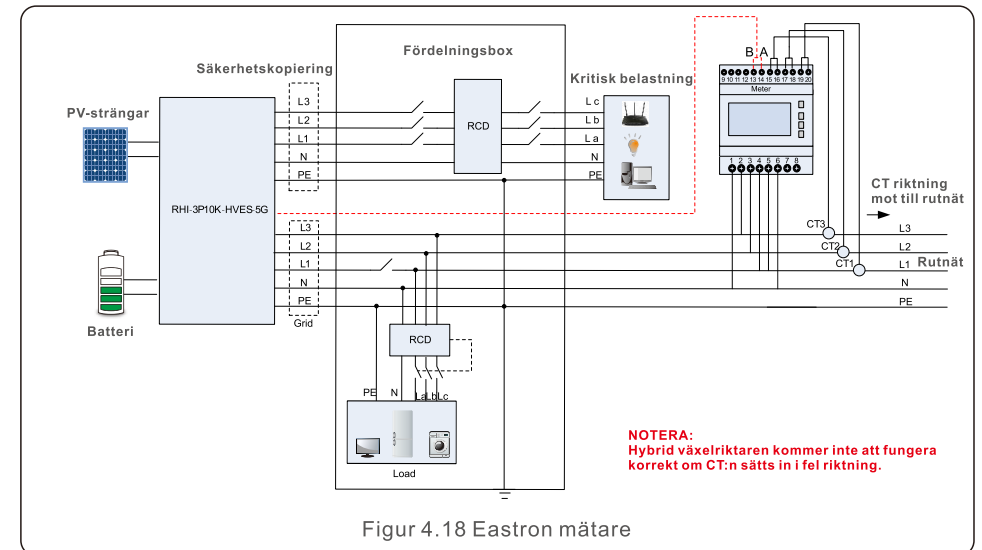 Fördelningsbox
Säkerhetskopiering
PV-strängar
Kritisk belastning
L3
L2
L1
N
PE
RCD
L c
L b
L a
N
PE
RHI-3P10K-HVES-5G
B A
9 10 11 12 13 14 15 16 17 18 19 20
Meter
1 2 3 4 5 6 7 8
CT riktning
mot till rutnät
CT3
CT2
CT1
L3
L2
L1
N
PE
Rutnät
L3
L2
L1
N
PE
Grid
Batteri
RCD
PE N La Lb Lc
Load
NOTERA:
Hybrid växelriktaren kommer inte att fungera
korrekt om CT:n sätts in i fel riktning.
Figur 4.18 Eastron mätare